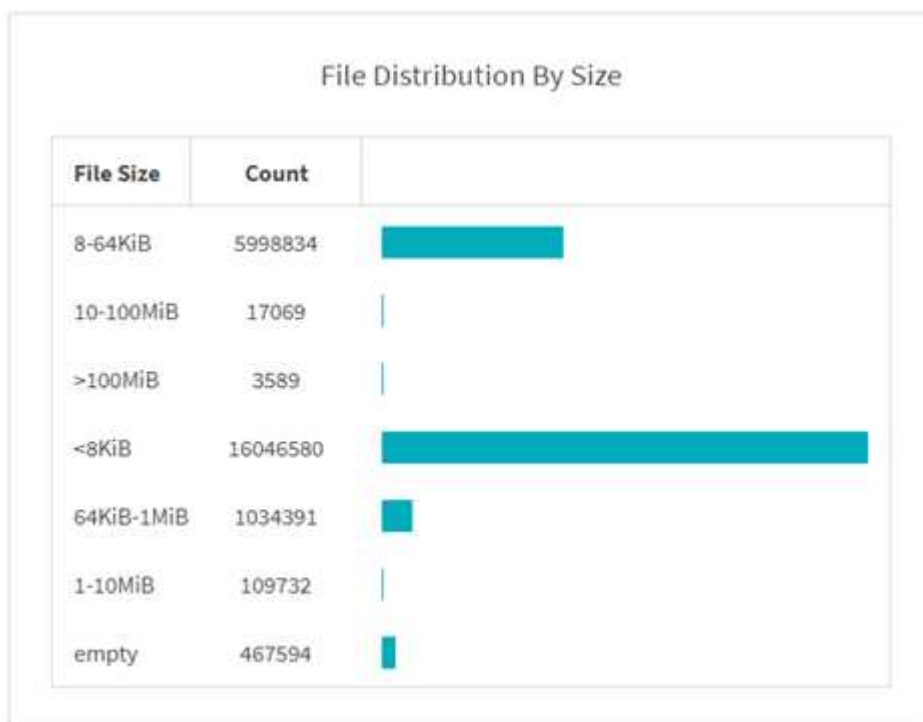 File Distribution By Size
File Size Count
8-64KiB 5998834
10-100MiB 17069
>100MiB 3589
<8KiB 16046580
64KiB-1MiB 1034391
1-10MiB 109732
empty 467594